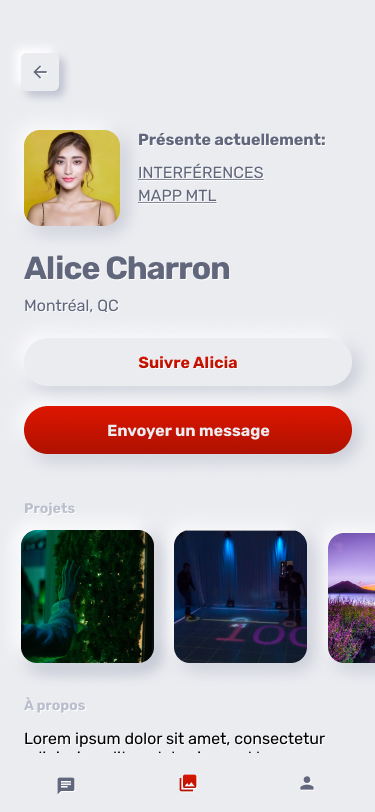 Présente actuellement:
INTERFÉRENCES
MAPP MTL
Alice Charron
Montréal, QC
Suivre Alicia
Envoyer un message
Projets
100
À propos
Lorem ipsum dolor sit amet, consectetur